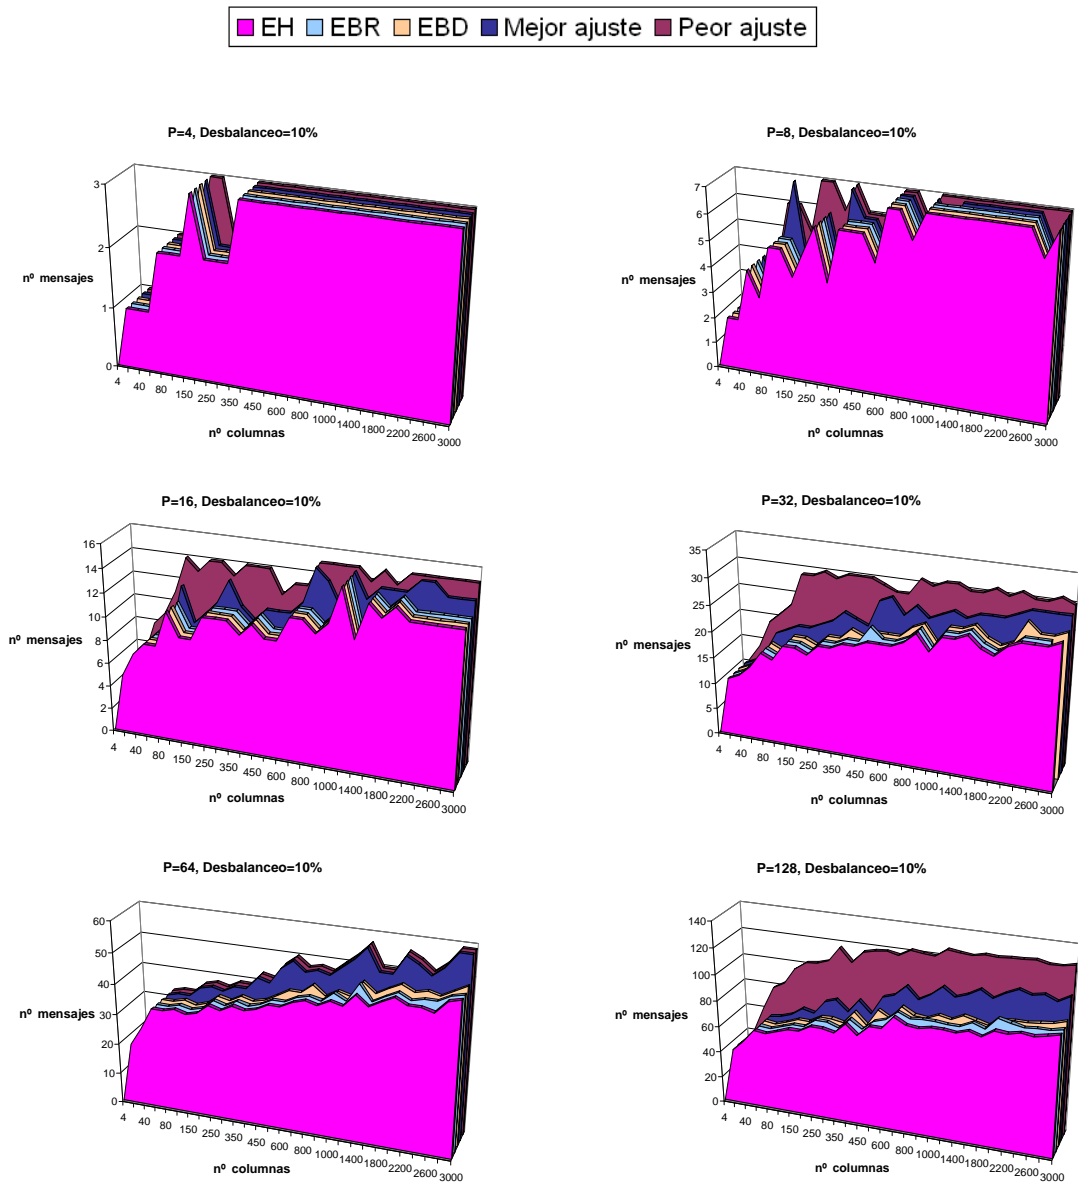 EH EBR EBD Mejor ajuste Peor ajuste
P=4, Desbalanceo=10%
3
2
nº mensajes
1
0
4 40 80 150 250 350 450 600 800 1000 1400 1800 2200 2600 3000
nº columnas
P=8, Desbalanceo=10%
7
6
5
4
nº mensajes
3
2
1
0
4 40 80 150 250 350 450 600 800 1000 1400 1800 2200 2600 3000
nº columnas
P=16, Desbalanceo=10%
16
14
12
10
nº mensajes
8
6
4
2
0
4 40 80 150 250 350 450 600 800 1000 1400 1800 2200 2600 3000
nº columnas
P=32, Desbalanceo=10%
35
30
25
20
nº mensajes
15
10
5
0
4 40 80 150 250 350 450 600 800 1000 1400 1800 2200 2600 3000
nº columnas
P=64, Desbalanceo=10%
60
50
40
30
nº mensajes
20
10
0
4 40 80 150 250 350 450 600 800 1000 1400 1800 2200 2600 3000
nº columnas
P=128, Desbalanceo=10%
140
120
100
80
nº mensajes
60
40
20
0
4 40 80 150 250 350 450 600 800 1000 1400 1800 2200 2600 3000
nº columnas